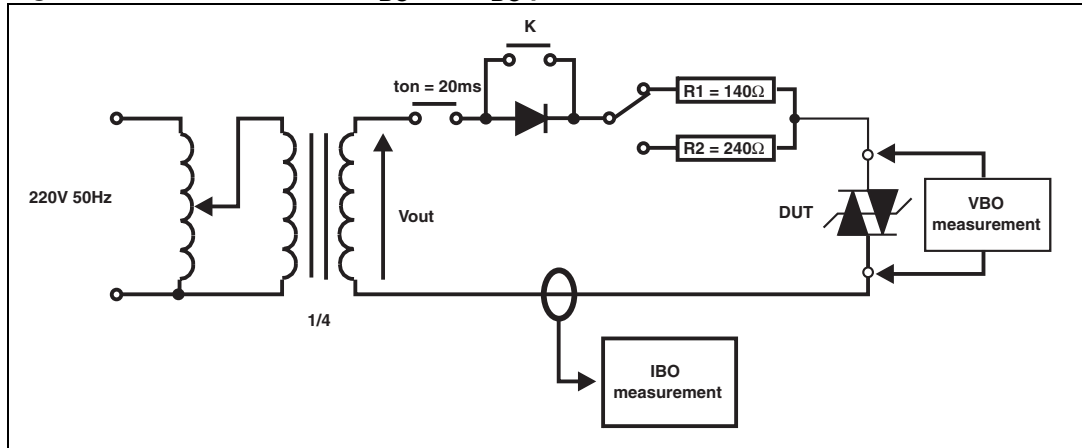 K
ton = 20ms
R1 = 140Ω
R2 = 240Ω
220V 50Hz
Vout
DUT
VBO
measurement
1/4
IBO
measurement